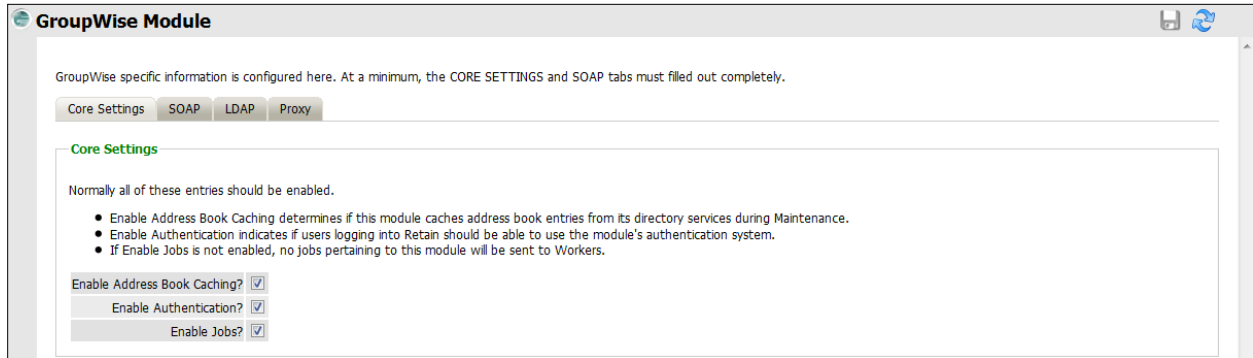 GroupWise Module
GroupWise specific information is configured here. At a minimum, the CORE SETTINGS and SOAP tabs must filled out completely.
Core Settings SOAP LDAP Proxy
Core Settings
Normally all of these entries should be enabled.
• Enable Address Book Caching determines if this module caches address book entries from its directory services during Maintenance.
• Enable Authentication indicates if users logging into Retain should be able to use the module's authentication system.
• If Enable Jobs is not enabled, no jobs pertaining to this module will be sent to Workers.
Enable Address Book Caching?
Enable Authentication?
Enable Jobs?